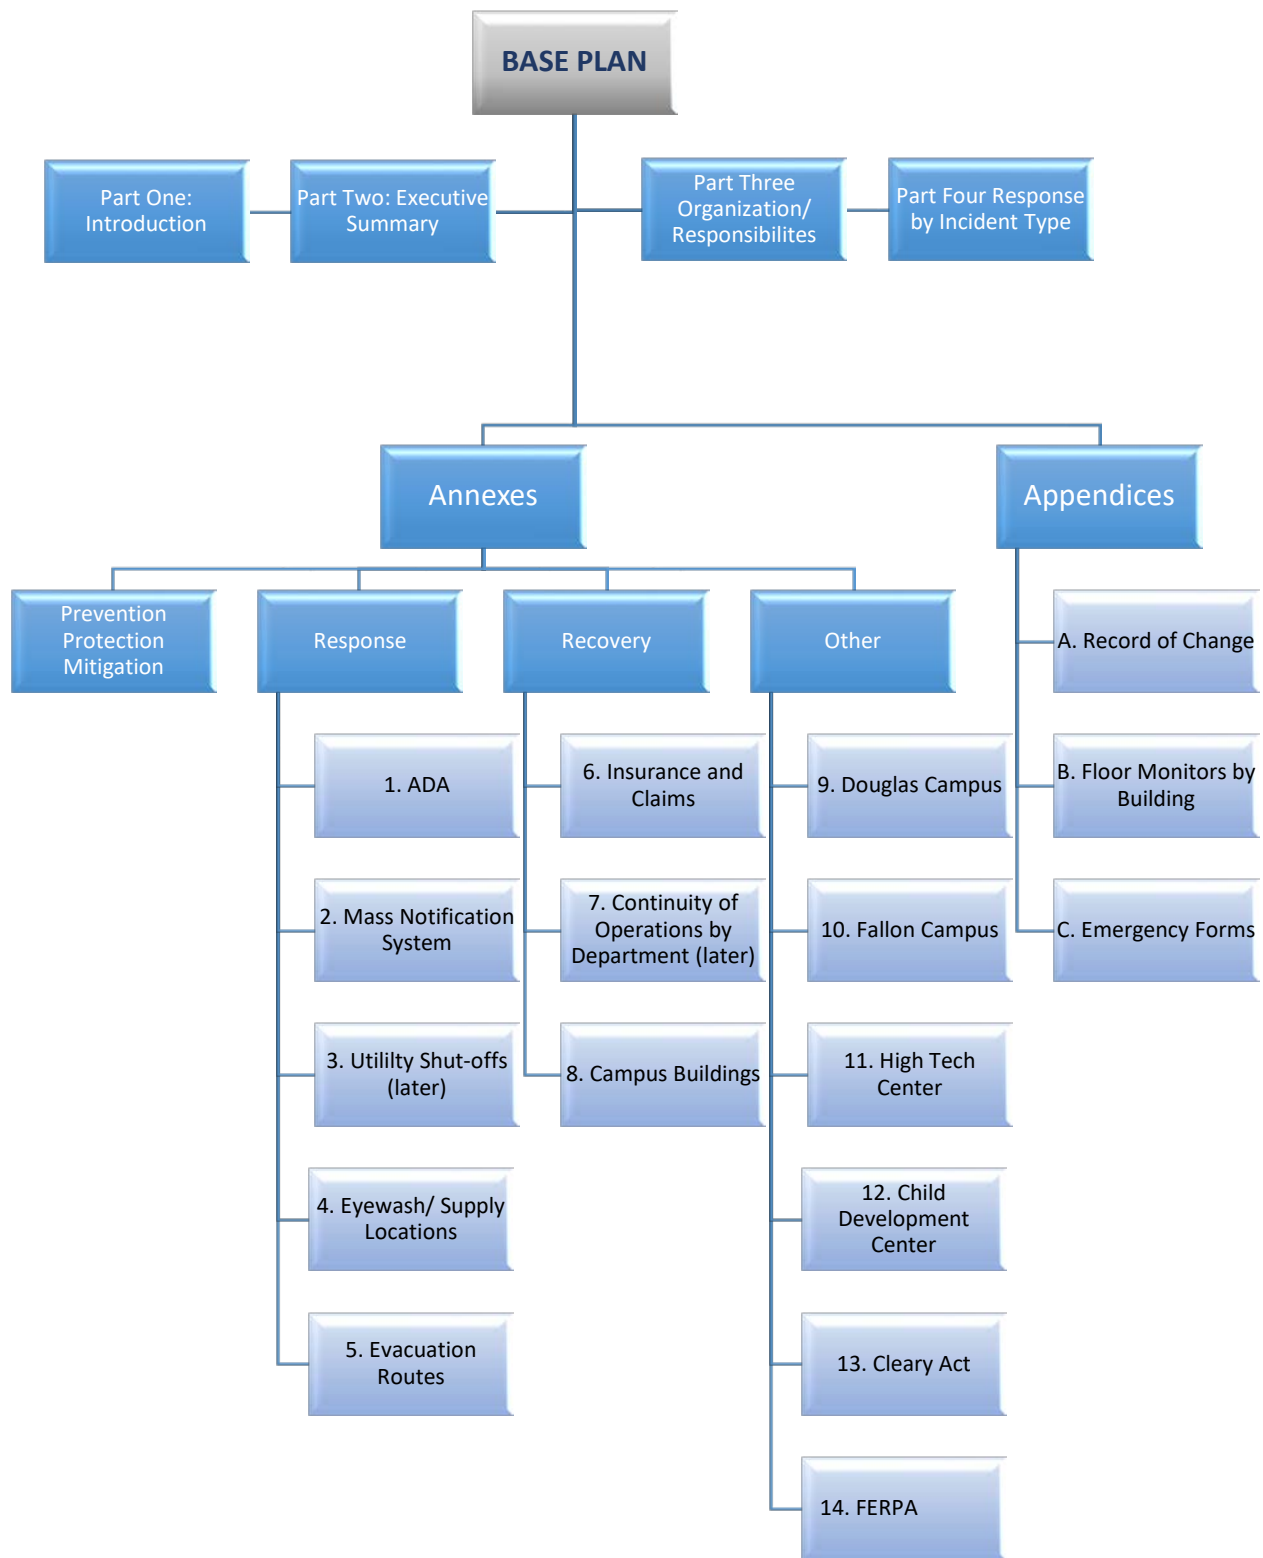 BASE PLAN
Part One:
Introduction
Part Two: Executive
Summary
Part Three
Organization/
Responsibilites
Part Four Response
by Incident Type
Annexes
Appendices
Prevention
Protection
Mitigation
Response
Recovery
Other
1. ADA
2. Mass Notification
System
3. Utililty Shut-offs
(later)
4. Eyewash/ Supply
Locations
5. Evacuation
Routes
6. Insurance and
Claims
7. Continuity of
Operations by
Department (later)
8. Campus Buildings
9. Douglas Campus
10. Fallon Campus
11. High Tech
Center
12. Child
Development
Center
13. Cleary Act
14. FERPA
A. Record of Change
B. Floor Monitors by
Building
C. Emergency Forms